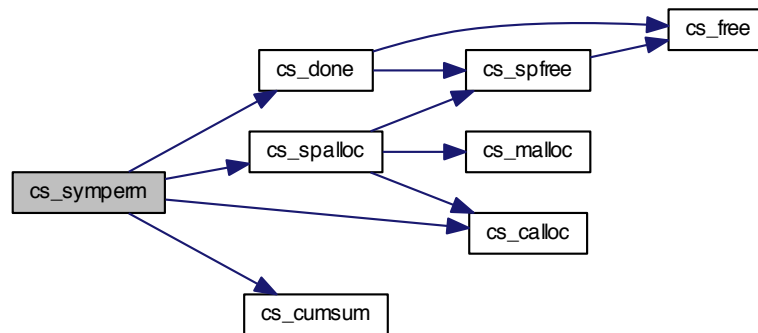 cs_free
cs_done
cs_spfree
cs_spalloc
cs_malloc
cs_symperm
cs_calloc
cs_cumsum